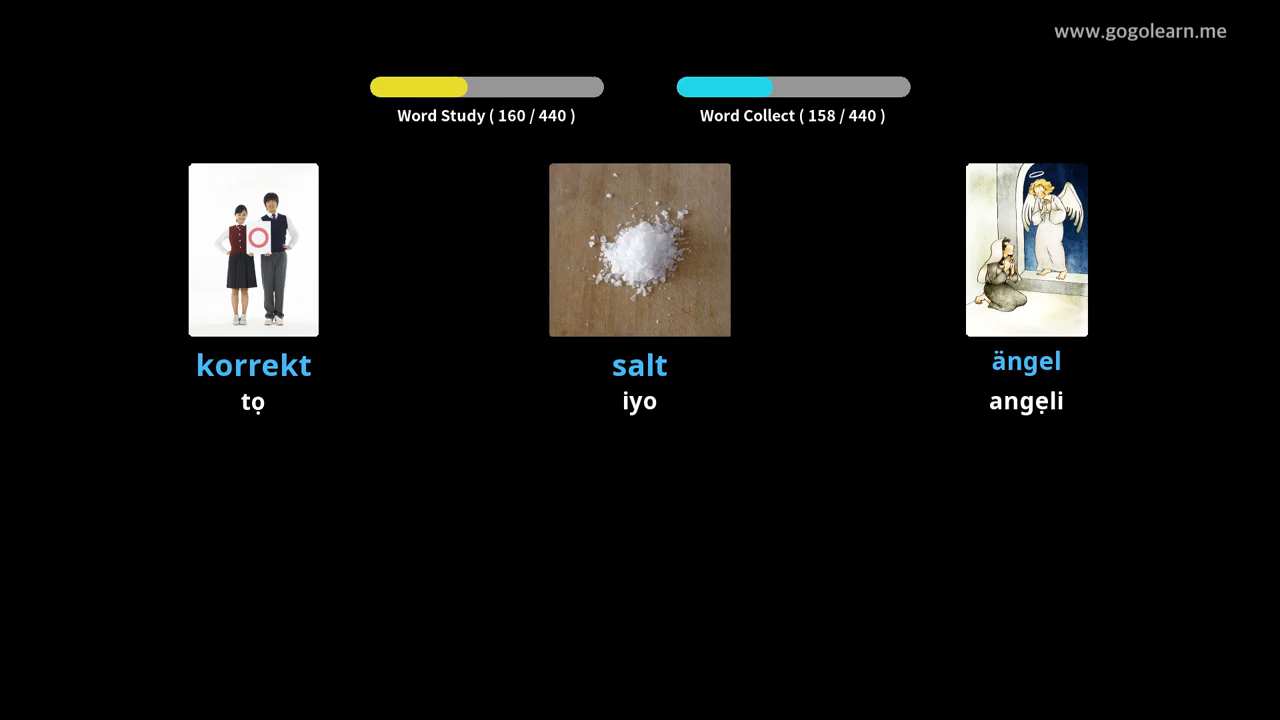 www.gogolearn.me
Word Study ( 160 / 440 )
Word Collect ( 158 / 440 )
korrekt
tọ
salt
iyo
ängel
angẹli